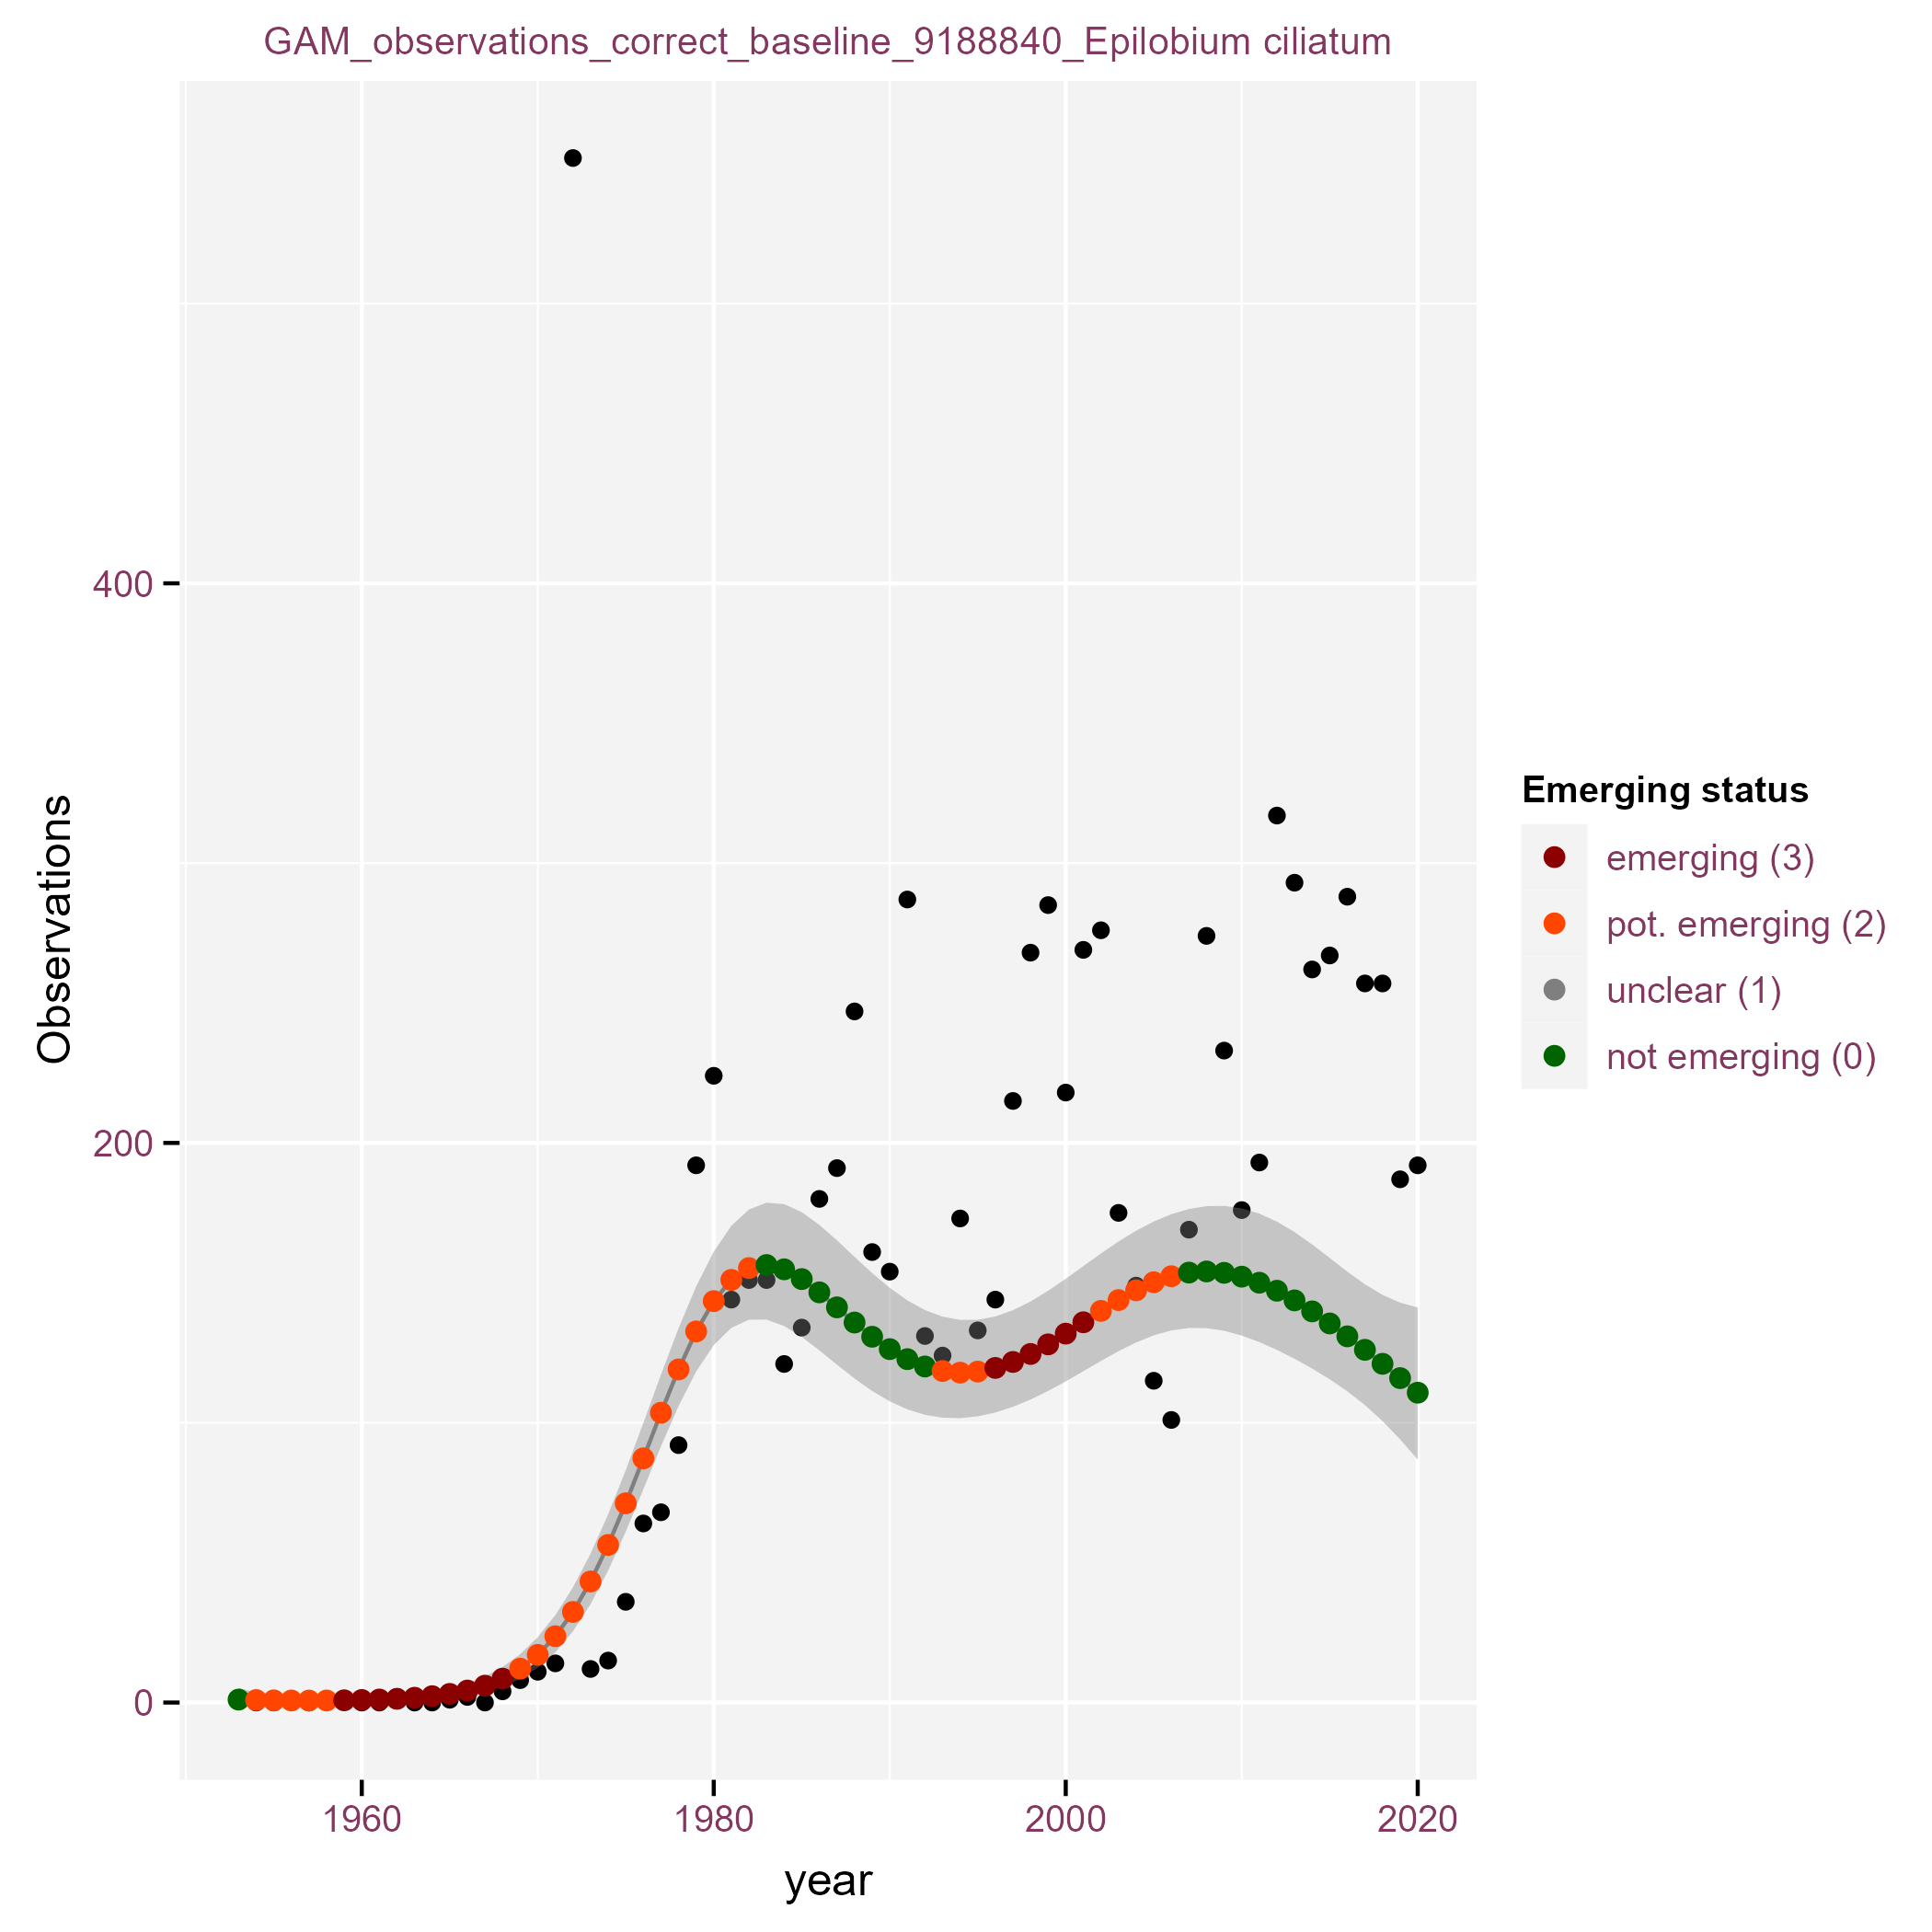 GAM_observations_correct_baseline_9188840_Epilobium ciliatum
Observations
400
200
0
1960
1980
2000
2020
year
Emerging status
emerging (3)
pot. emerging (2)
unclear (1)
not emerging (0)